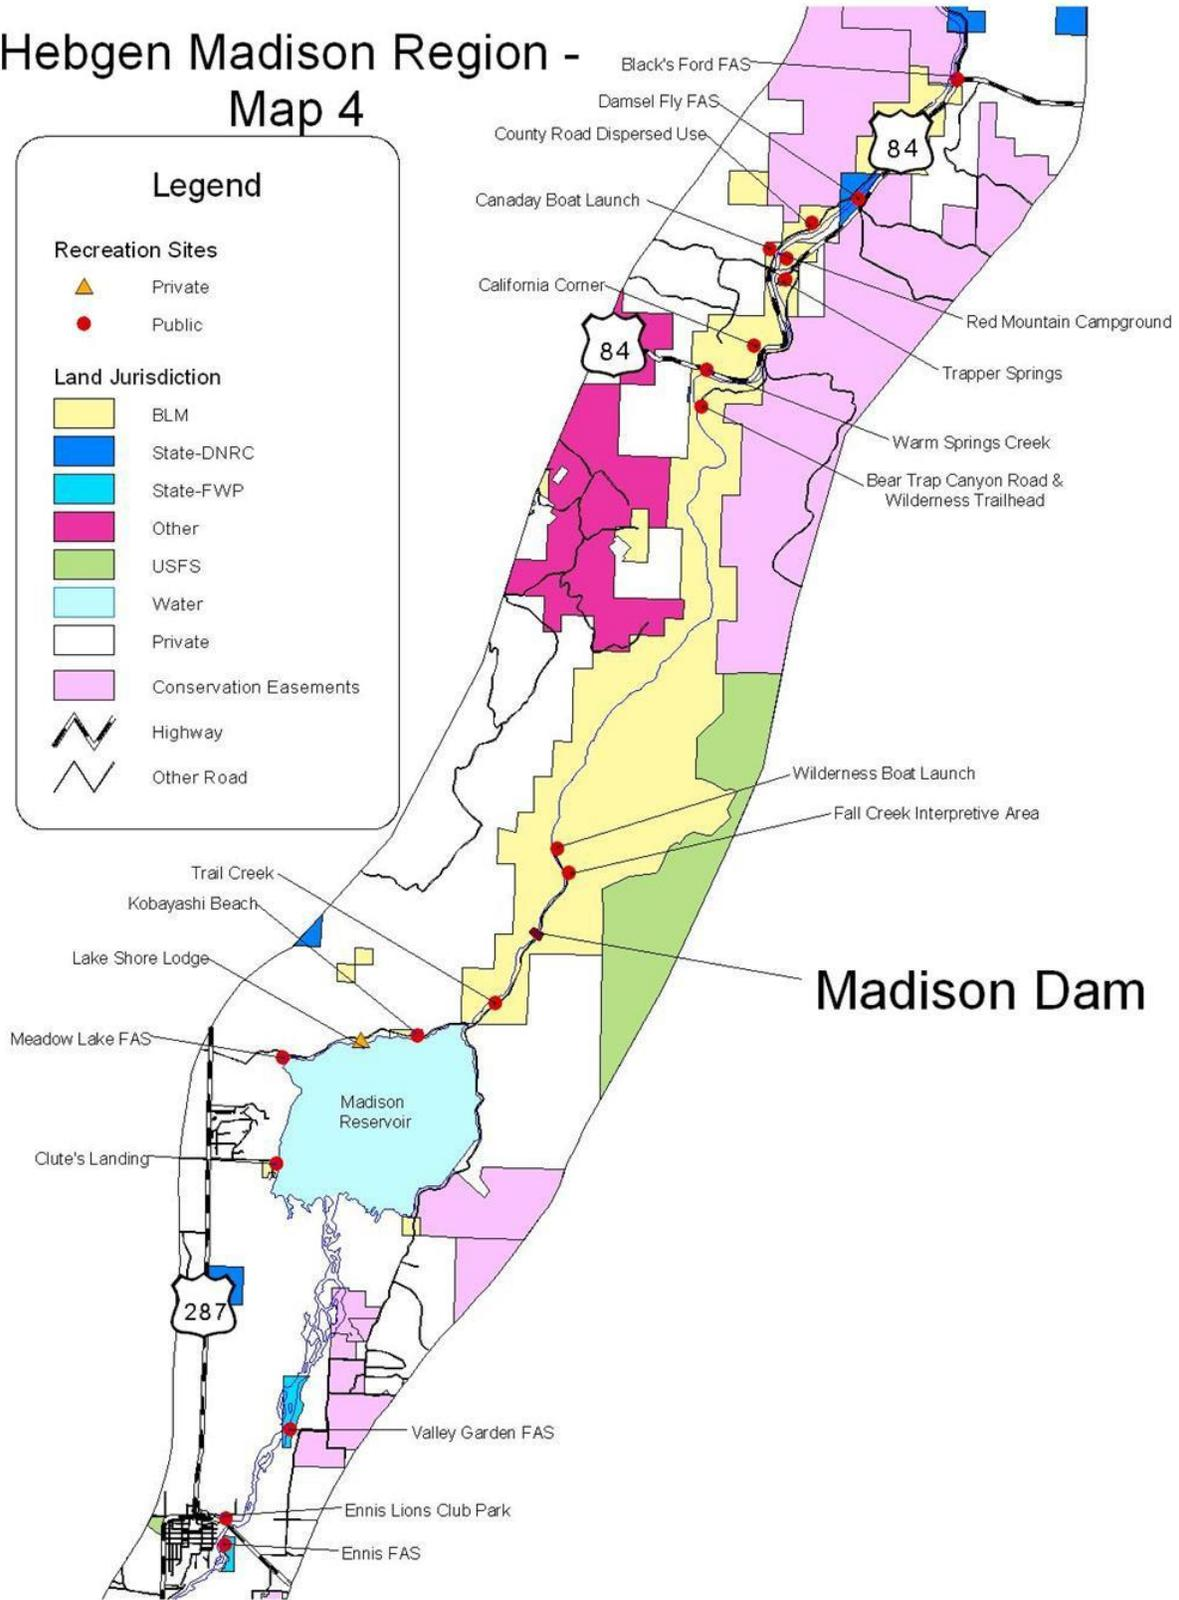 Hebgen Madison Region -
Map 4
Legend
Recreation Sites
Private
Public
Land Jurisdiction
BLM
State-DNRC
State-FWP
Other
USFS
Water
Private
Conservation Easements
Highway
Other Road
Black's Ford FAS
Damsel Fly FAS
County Road Dispersed Use
84
Canaday Boat Launch
California Corner
Red Mountain Campground
84
Trapper Springs
Warm Springs Creek
Bear Trap Canyon Road &
Wilderness Trailhead
Wilderness Boat Launch
Fall Creek Interpretive Area
Trail Creek
Kobayashi Beach
Lake Shore Lodge
Madison Dam
Meadow Lake FAS
Madison
Reservoir
Clute's Landing
287
Valley Garden FAS
Ennis Lions Club Park
Ennis FAS